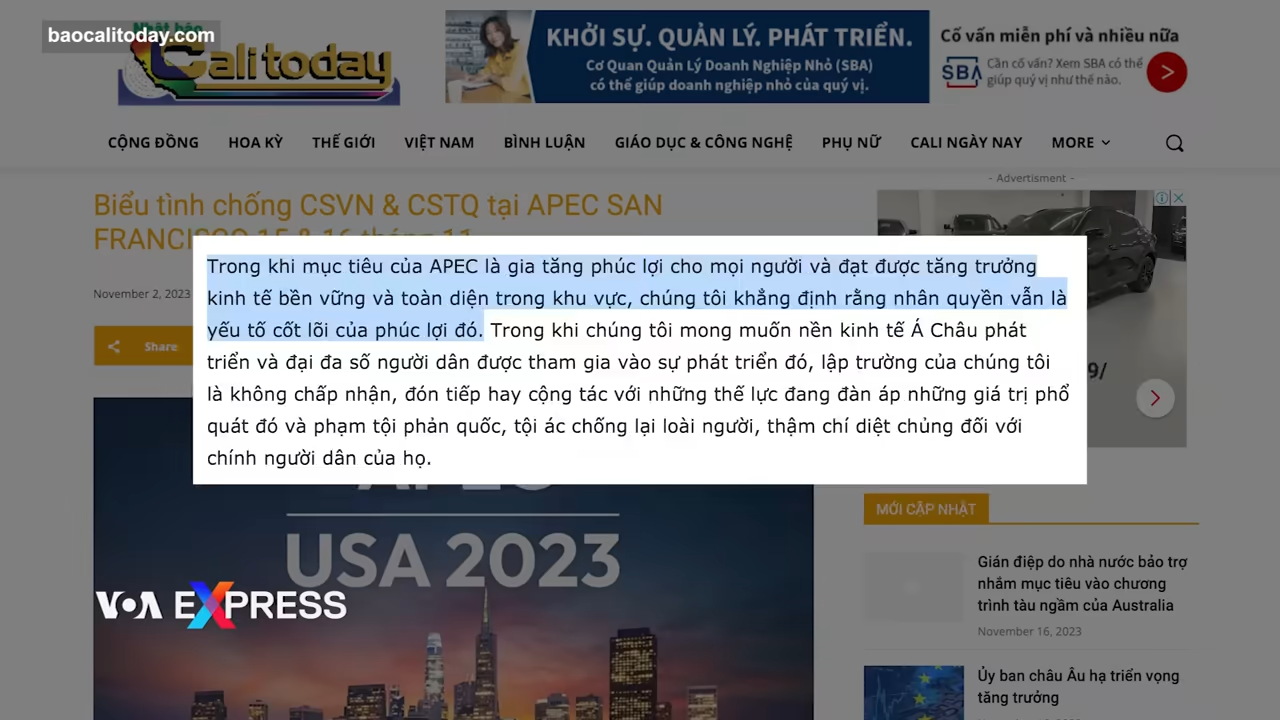 baocalitoday.com
Nhật báo
Calitoday
KHỞI SỰ. QUẢN LÝ. PHÁT TRIỂN.
Cơ Quan Quản Lý Doanh Nghiệp Nhỏ (SBA)
có thể giúp doanh nghiệp nhỏ của quý vị.
Cố vấn miễn phí và nhiều nữa
SBA
Cần cố vấn? Xem SBA có thể
giúp quý vị như thế nào.
CỘNG ĐỒNG HOA KỲ THẾ GIỚI VIỆT NAM BÌNH LUẬN GIÁO DỤC & CÔNG NGHỆ PHỤ NỮ CALI NGÀY NAY MORE
- Advertisment -
Biểu tình chống CSVN & CSTQ tại APEC SAN
FRANCISCO 15 & 16 tháng 11
November 2, 2023
Share
Trong khi mục tiêu của APEC là gia tăng phúc lợi cho mọi người và đạt được tăng trưởng
kinh tế bền vững và toàn diện trong khu vực, chúng tôi khẳng định rằng nhân quyền vẫn là
yếu tố cốt lõi của phúc lợi đó. Trong khi chúng tôi mong muốn nền kinh tế Á Châu phát
triển và đại đa số người dân được tham gia vào sự phát triển đó, lập trường của chúng tôi
là không chấp nhận, đón tiếp hay cộng tác với những thế lực đang đàn áp những giá trị phổ
quát đó và phạm tội phản quốc, tội ác chống lại loài người, thậm chí diệt chủng đối với
chính người dân của họ.
9/
APEC
USA 2023
VOA EXPRESS
MỚI CẬP NHẬT
Gián điệp do nhà nước bảo trợ
nhắm mục tiêu vào chương
trình tàu ngầm của Australia
November 16, 2023
Ủy ban châu Âu hạ triển vọng
tăng trưởng